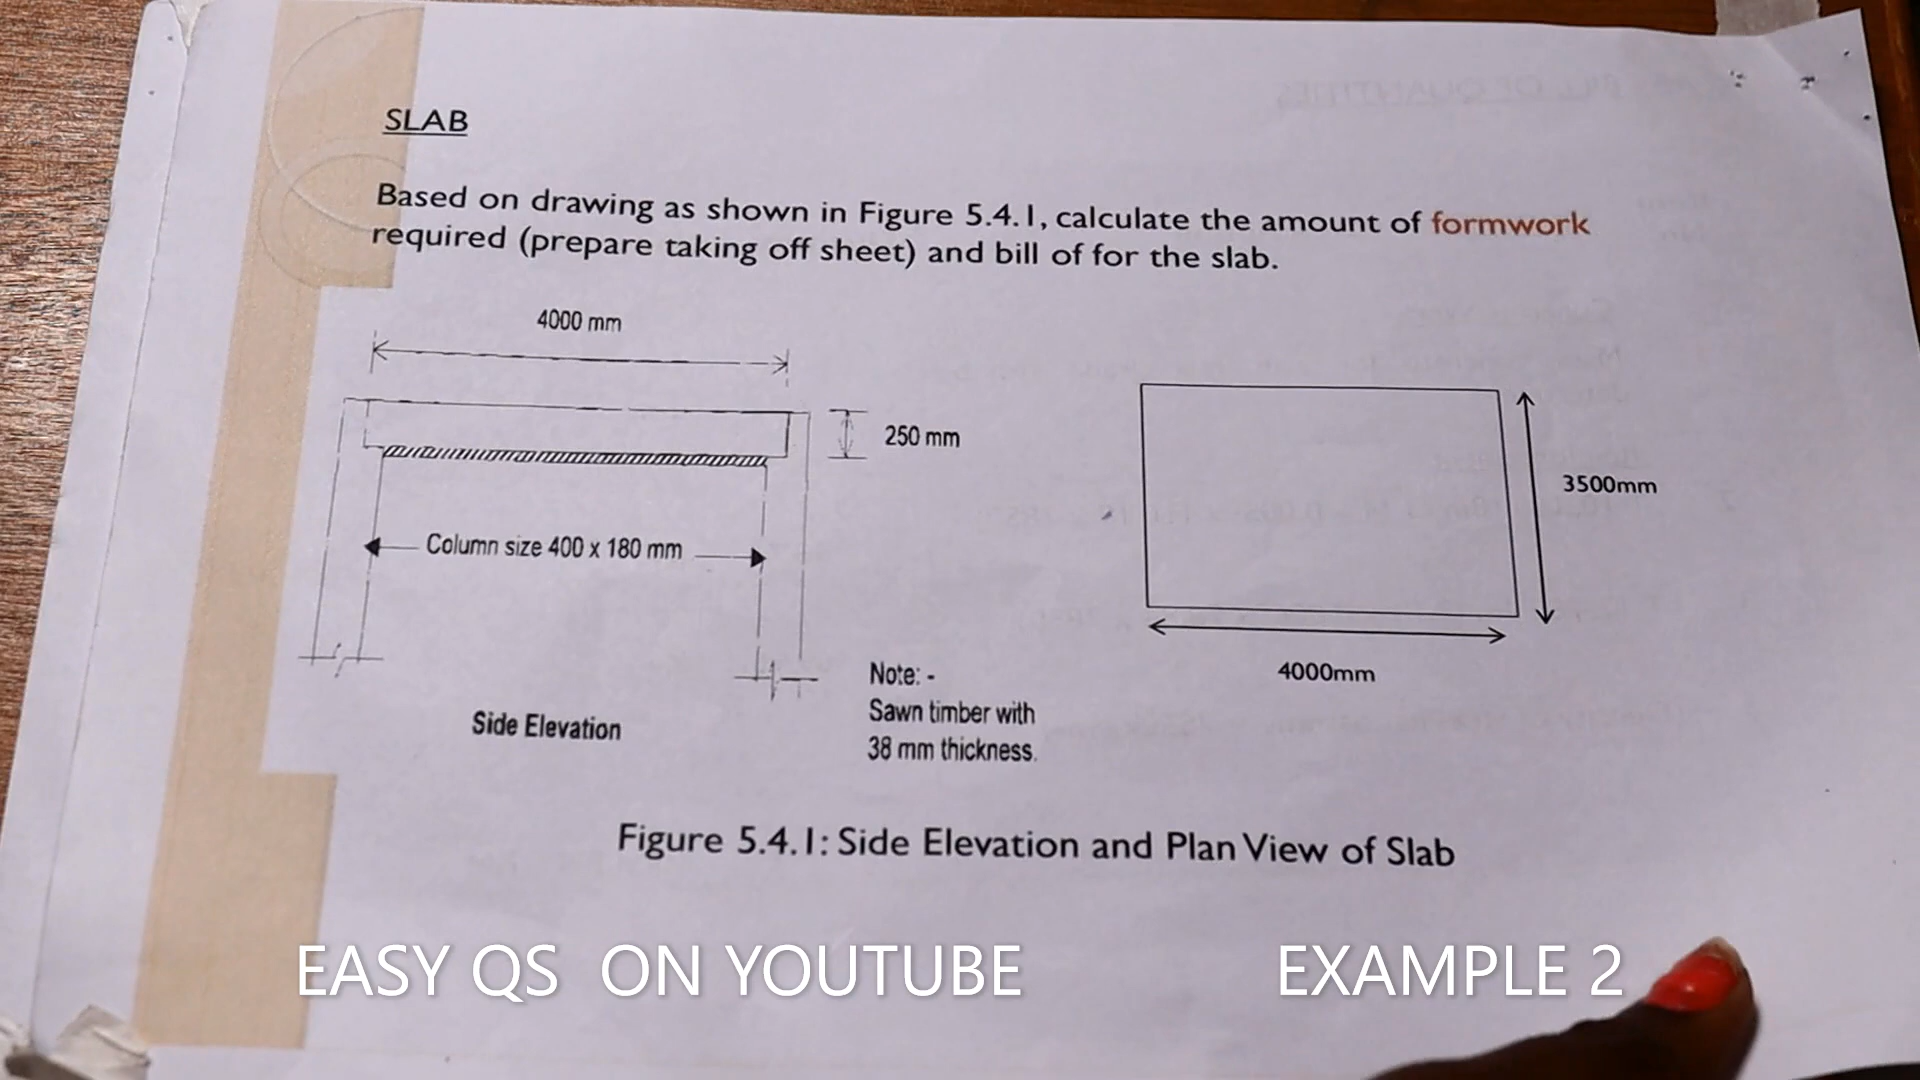 SLAB
Based on drawing as shown in Figure 5.4.1, calculate the amount of formwork
required (prepare taking off sheet) and bill of for the slab.
4000 mm
250 mm
Column size 400 x 180 mm
3500mm
4000mm
Note: -
Sawn timber with
38 mm thickness.
Side Elevation
Figure 5.4.1: Side Elevation and Plan View of Slab
EASY QS ON YOUTUBE
EXAMPLE 2